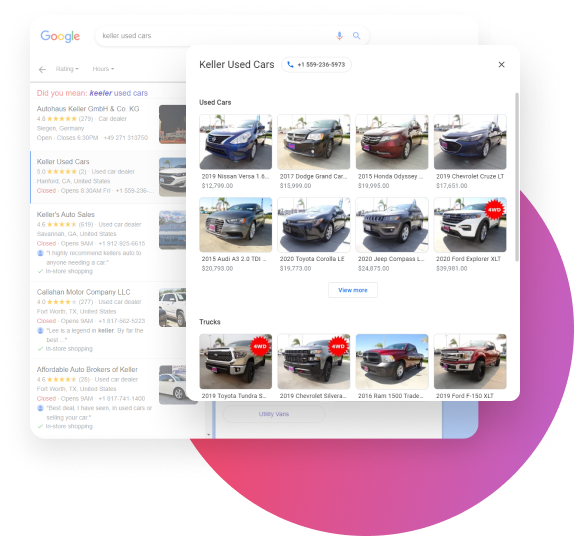 Google
keller used cars
Rating
Hours
Did you mean: keeler used cars
Autohaus Keller GmbH & Co. KG
4.6 ★★★★★ (279) · Car dealer
Siegen, Germany
Open · Closes 6:30PM · +49 271 313750
Keller Used Cars
5.0 ★★★★★ (2) · Used car dealer
Hanford, CA, United States
Closed · Opens 8:30AM Fri · +1 559-236-...
Keller's Auto Sales
4.6 ★★★★★ (619) · Used car dealer
Savannah, GA, United States
Closed · Opens 9AM · +1 912-925-6615
"I highly recommend kellers auto to
anyone needing a car."
✓ In-store shopping
Callahan Motor Company LLC
4.0 ★★★★★ (277) · Used car dealer
Fort Worth, TX, United States
Closed · Opens 9AM · +1 682-562-5223
"Lee is a legend in keller. By far the
best ..."
✓ In-store shopping
Affordable Auto Brokers of Keller
4.6 ★★★★★ (28) · Used car dealer
Fort Worth, TX, United States
Closed · Opens 9AM · +1 817-741-1400
"Best deal, I have seen, in used cars or
selling your car."
✓ In-store shopping
Keller Used Cars
+1 559-236-5973
Used Cars
2019 Nissan Versa 1.6...
$12,799.00
2017 Dodge Grand Car...
$15,999.00
2015 Honda Odyssey ...
$19,995.00
2019 Chevrolet Cruze LT
$17,651.00
4WD
2015 Audi A3 2.0 TDI ...
$20,793.00
2020 Toyota Corolla LE
$19,773.00
2020 Jeep Compass L...
$24,875.00
2020 Ford Explorer XLT
$39,981.00
View more
Trucks
4WD
4WD
2019 Toyota Tundra S...
2019 Chevrolet Silvera...
2016 Ram 1500 Trade...
2019 Ford F-150 XLT
Utility Vans